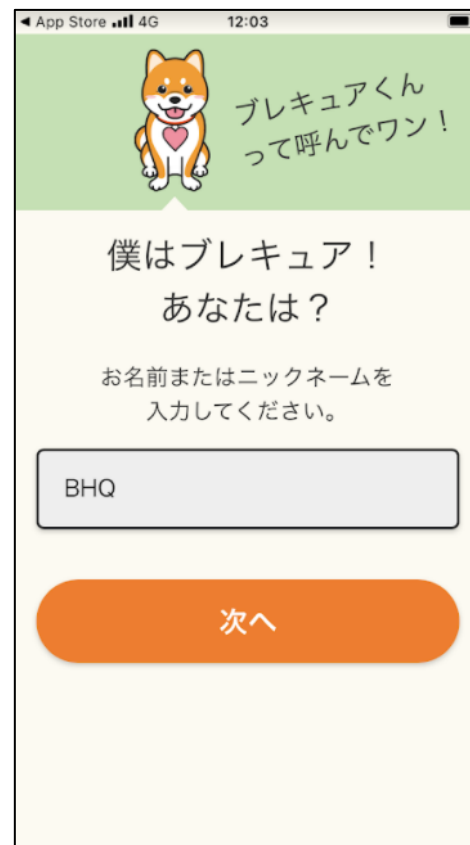 ◀ App Store 4G 12:03
ブレキュアくん
って呼んでワン！
僕はブレキュア！
あなたは？
お名前またはニックネームを
入力してください。
BHQ
次へ